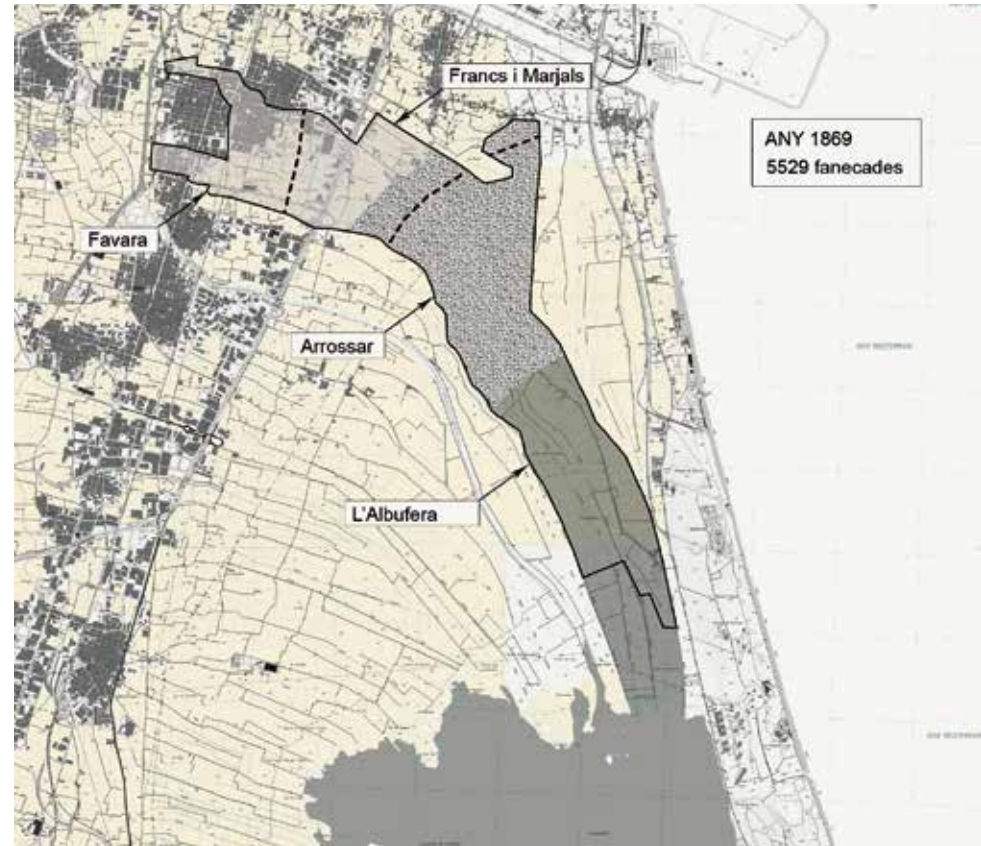 Francs i Marjals
ANY 1869
5529 fanecades
Favara
Arrossar
L'Albufera